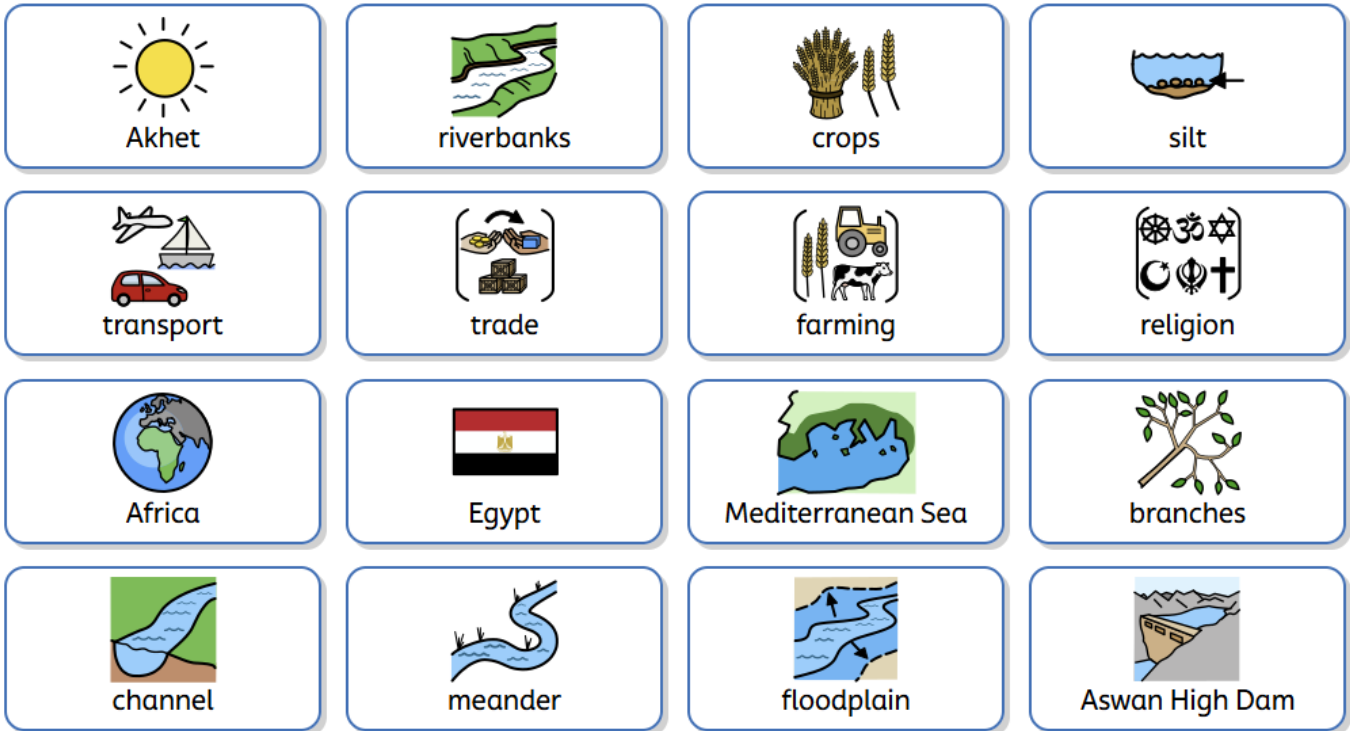 Akhet
riverbanks
crops
silt
transport
trade
farming
religion
Africa
Egypt
Mediterranean Sea
branches
channel
meander
floodplain
Aswan High Dam